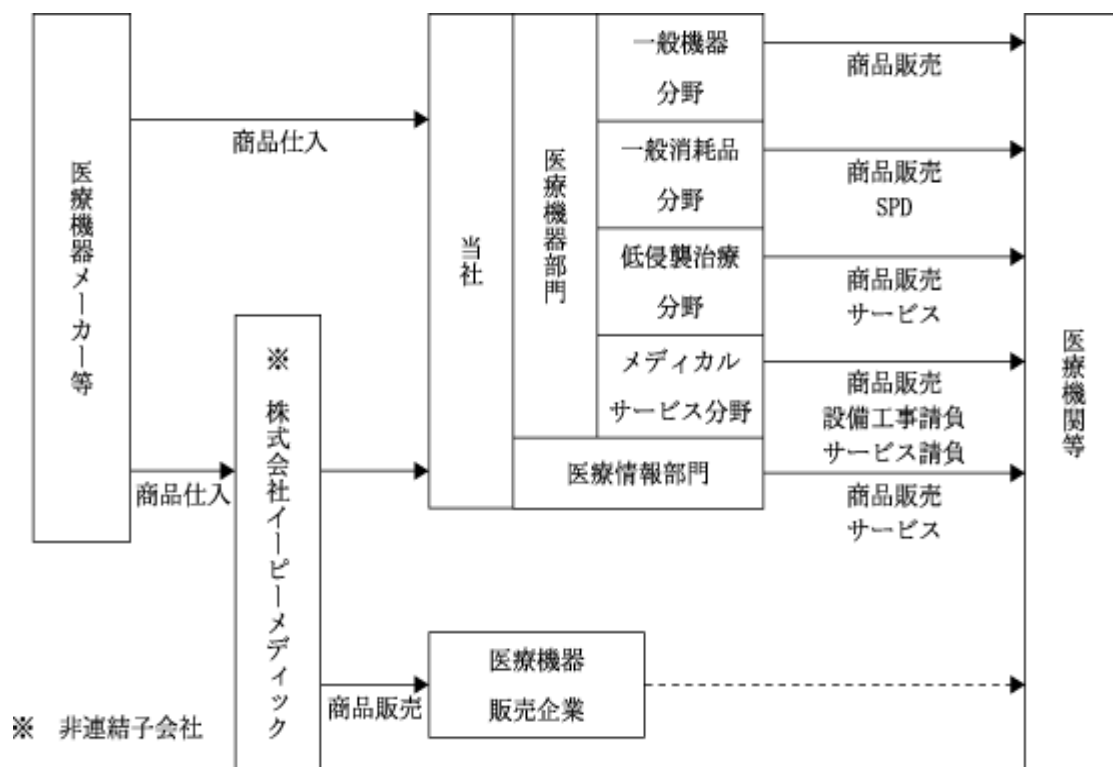 医療機器メーカー等
商品仕入
商品仕入
※　株式会社イーピーメディック
当社
医療機器部門
一般機器
分野
一般消耗品
分野
低侵襲治療
分野
メディカル
サービス分野
医療情報部門
商品販売
商品販売
SPD
商品販売
サービス
商品販売
設備工事請負
サービス請負
商品販売
サービス
医療機関等
商品販売
医療機器
販売企業
※　非連結子会社